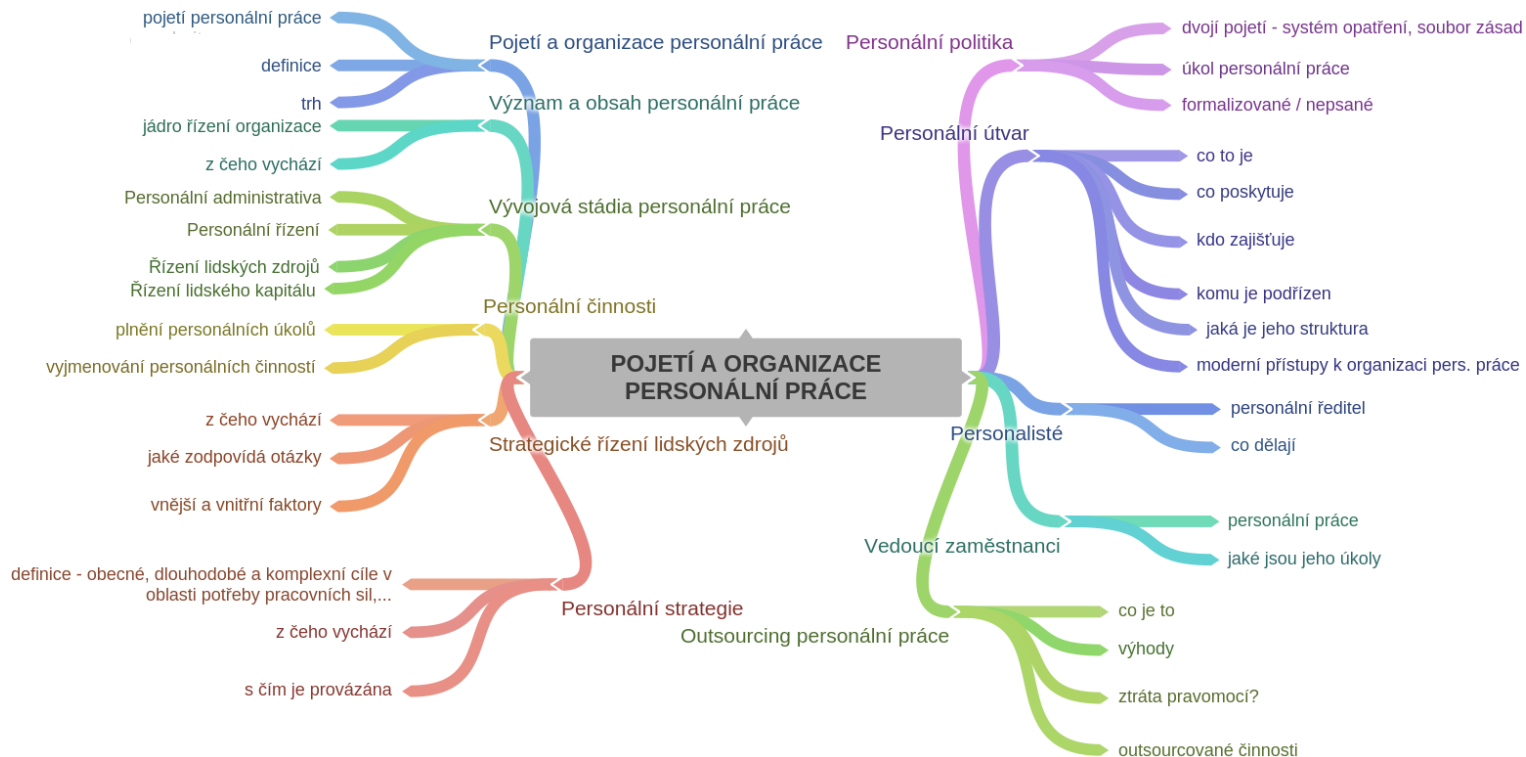 POJETÍ A ORGANIZACE
PERSONÁLNÍ PRÁCE
Pojetí a organizace personální práce
pojetí personální práce
definice
trh
Význam a obsah personální práce
jádro řízení organizace
z čeho vychází
Vývojová stádia personální práce
Personální administrativa
Personální řízení
Řízení lidských zdrojů
Řízení lidského kapitálu
Personální činnosti
plnění personálních úkolů
vyjmenování personálních činností
Strategické řízení lidských zdrojů
z čeho vychází
jaké zodpovídá otázky
vnější a vnitřní faktory
Personální strategie
definice - obecné, dlouhodobé a komplexní cíle v
oblasti potřeby pracovních sil,...
z čeho vychází
s čím je provázána
Personální politika
dvojí pojetí - systém opatření, soubor zásad
úkol personální práce
formalizované / nepsané
Personální útvar
co to je
co poskytuje
kdo zajišťuje
komu je podřízen
jaká je jeho struktura
moderní přístupy k organizaci pers. práce
Personalisté
personální ředitel
co dělají
Vedoucí zaměstnanci
personální práce
jaké jsou jeho úkoly
Outsourcing personální práce
co je to
výhody
ztráta pravomocí?
outsourcované činnosti